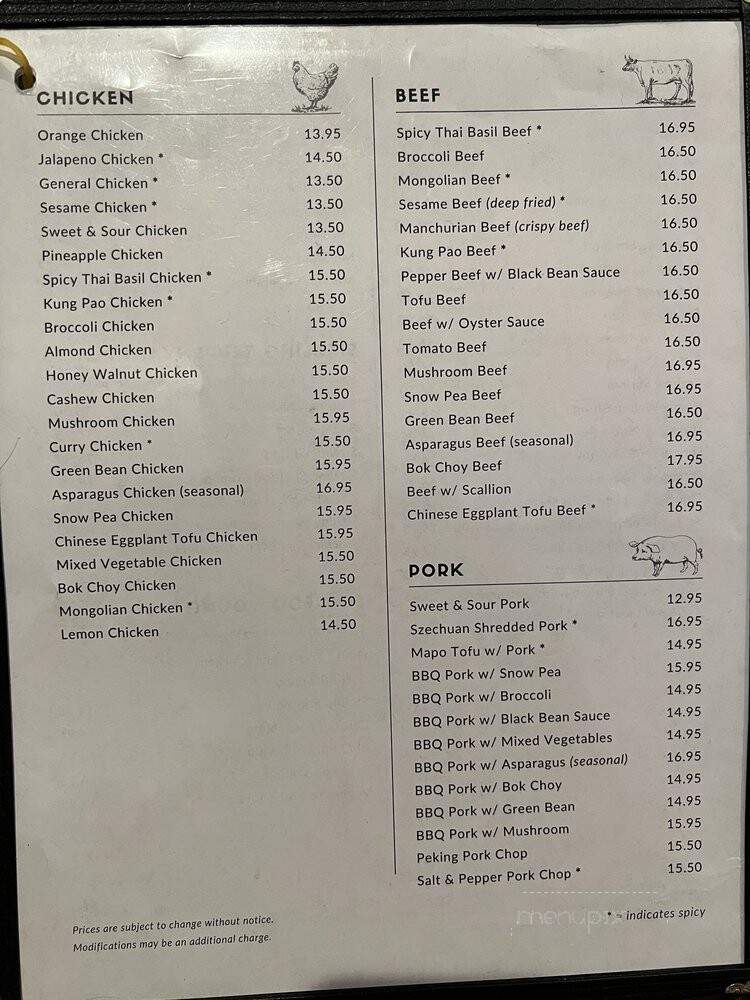 CHICKEN
Orange Chicken 13.95
Jalapeno Chicken * 14.50
General Chicken * 13.50
Sesame Chicken * 13.50
Sweet & Sour Chicken 13.50
Pineapple Chicken 14.50
Spicy Thai Basil Chicken * 15.50
Kung Pao Chicken * 15.50
Broccoli Chicken 15.50
Almond Chicken 15.50
Honey Walnut Chicken 15.50
Cashew Chicken 15.50
Mushroom Chicken 15.95
Curry Chicken * 15.50
Green Bean Chicken 15.95
Asparagus Chicken (seasonal) 16.95
Snow Pea Chicken 15.95
Chinese Eggplant Tofu Chicken 15.95
Mixed Vegetable Chicken 15.50
Bok Choy Chicken 15.50
Mongolian Chicken * 15.50
Lemon Chicken 14.50
Prices are subject to change without notice.
Modifications may be an additional charge.
BEEF
Spicy Thai Basil Beef * 16.95
Broccoli Beef 16.50
Mongolian Beef * 16.50
Sesame Beef (deep fried) * 16.50
Manchurian Beef (crispy beef) 16.50
Kung Pao Beef * 16.50
Pepper Beef w/ Black Bean Sauce 16.50
Tofu Beef 16.50
Beef w/ Oyster Sauce 16.50
Tomato Beef 16.50
Mushroom Beef 16.95
Snow Pea Beef 16.95
Green Bean Beef 16.50
Asparagus Beef (seasonal) 16.95
Bok Choy Beef 17.95
Beef w/ Scallion 16.50
Chinese Eggplant Tofu Beef * 16.95
PORK
Sweet & Sour Pork 12.95
Szechuan Shredded Pork * 16.95
Mapo Tofu w/ Pork * 14.95
BBQ Pork w/ Snow Pea 15.95
BBQ Pork w/ Broccoli 14.95
BBQ Pork w/ Black Bean Sauce 14.95
BBQ Pork w/ Mixed Vegetables 14.95
BBQ Pork w/ Asparagus (seasonal) 16.95
BBQ Pork w/ Bok Choy 14.95
BBQ Pork w/ Green Bean 14.95
BBQ Pork w/ Mushroom 15.95
Peking Pork Chop 15.50
Salt & Pepper Pork Chop * 15.50
* = indicates spicy